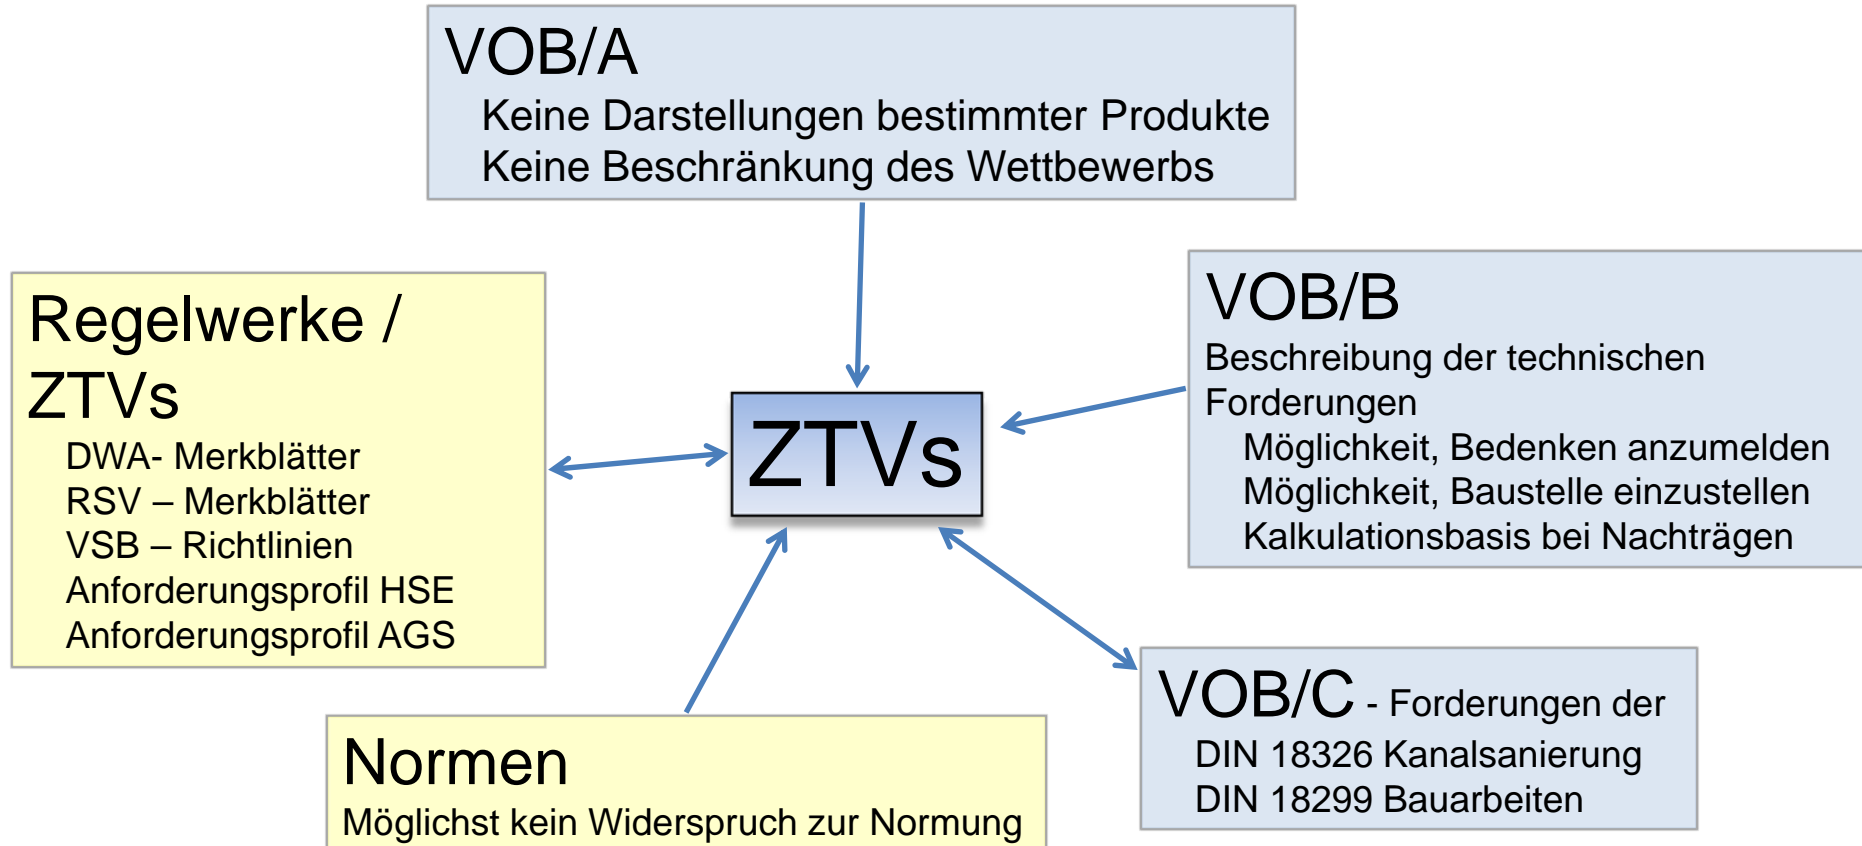 VOB/A
Keine Darstellungen bestimmter Produkte
Keine Beschränkung des Wettbewerbs
Regelwerke /
ZTVs
DWA- Merkblätter
RSV – Merkblätter
VSB – Richtlinien
Anforderungsprofil HSE
Anforderungsprofil AGS
ZTVs
VOB/B
Beschreibung der technischen
Forderungen
Möglichkeit, Bedenken anzumelden
Möglichkeit, Baustelle einzustellen
Kalkulationsbasis bei Nachträgen
Normen
Möglichst kein Widerspruch zur Normung
VOB/C - Forderungen der
DIN 18326 Kanalsanierung
DIN 18299 Bauarbeiten